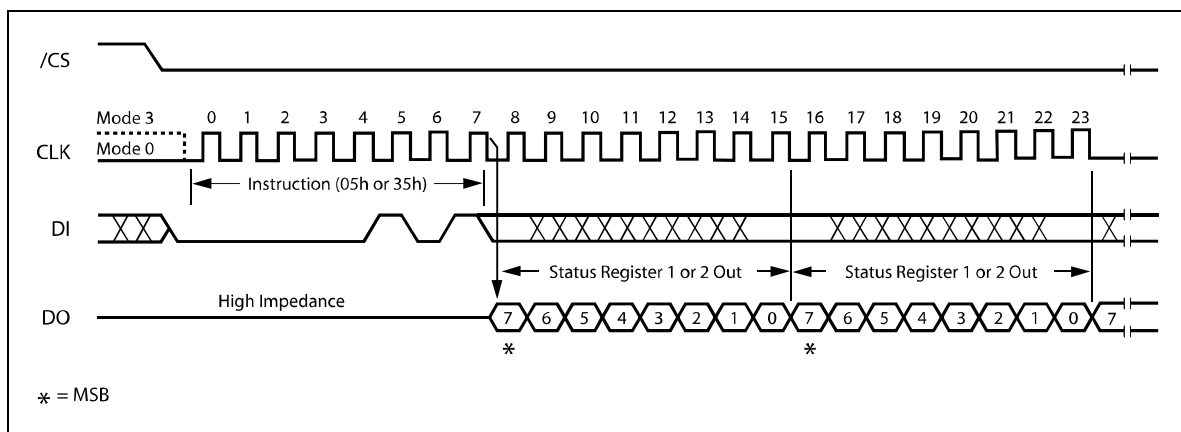 /CS
Mode 3
0 1 2 3 4 5 6 7 8 9 10 11 12 13 14 15 16 17 18 19 20 21 22 23
CLK
Mode 0
Instruction (05h or 35h)
DI
Status Register 1 or 2 Out
Status Register 1 or 2 Out
High Impedance
DO
7 6 5 4 3 2 1 0 7 6 5 4 3 2 1 0 7
* *
* = MSB